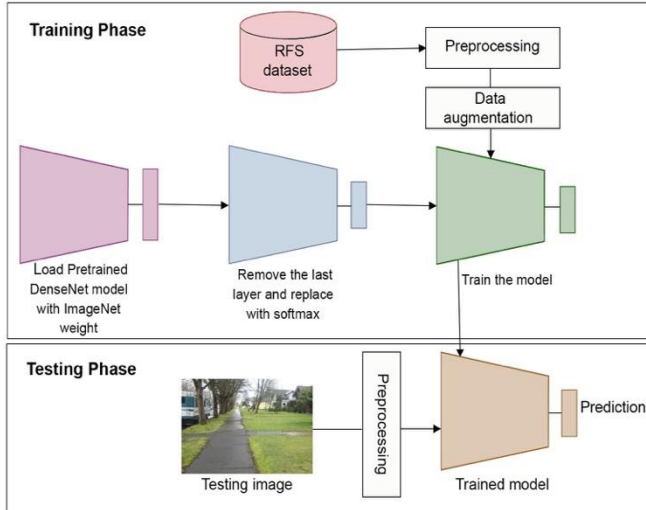 Training Phase
RFS
dataset
Preprocessing
Data
augmentation
Load Pretrained
DenseNet model
with ImageNet
weight
Remove the last
layer and replace
with softmax
Train the model
Testing Phase
Testing image
Preprocessing
Trained model
Prediction